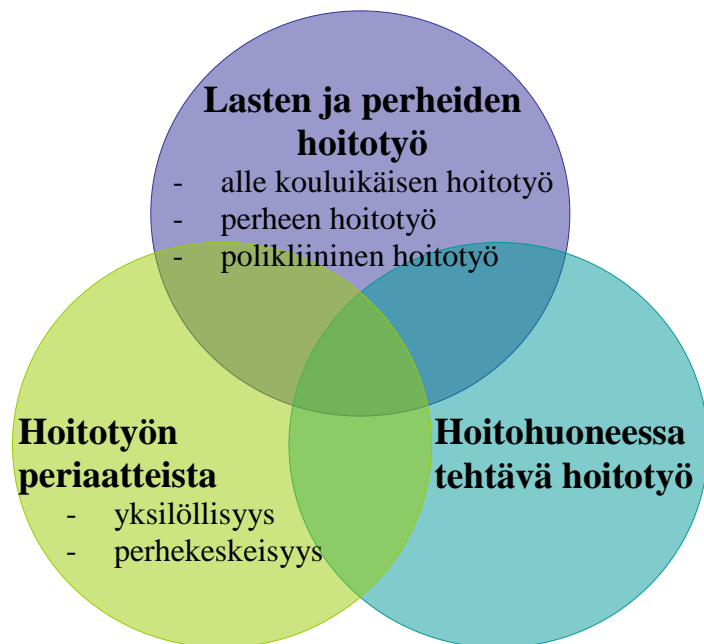 Lasten ja perheiden
hoitotyö
- alle kouluikäisen hoitotyö
- perheen hoitotyö
- polikliininen hoitotyö
Hoitotyön
periaatteista
- yksilöllisyys
- perhekeskeisyys
Hoitohuoneessa
tehtävä hoitotyö